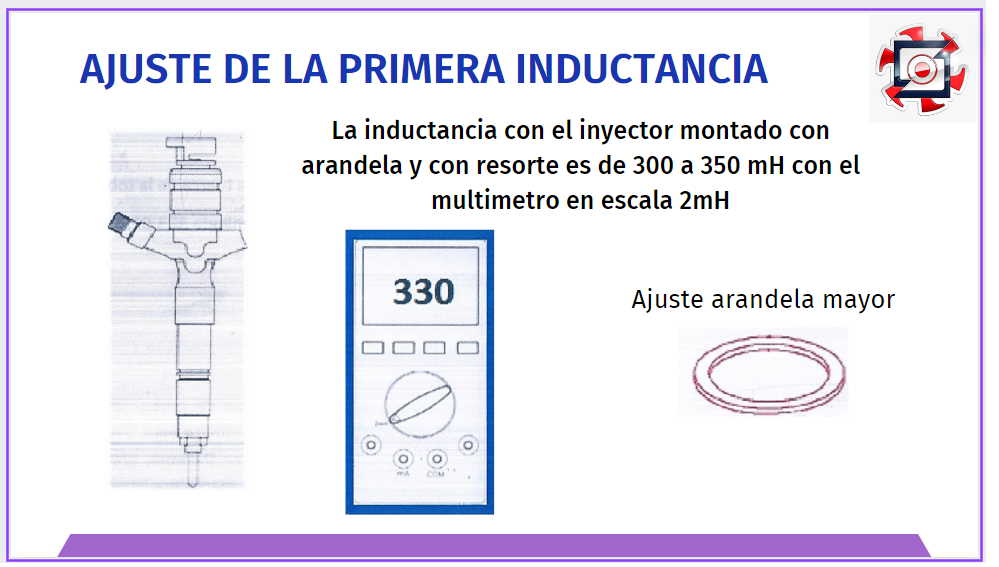 AJUSTE DE LA PRIMERA INDUCTANCIA
La inductancia con el inyector montado con
arandela y con resorte es de 300 a 350 mH con el
multimetro en escala 2mH
330
Ajuste arandela mayor
mA COM